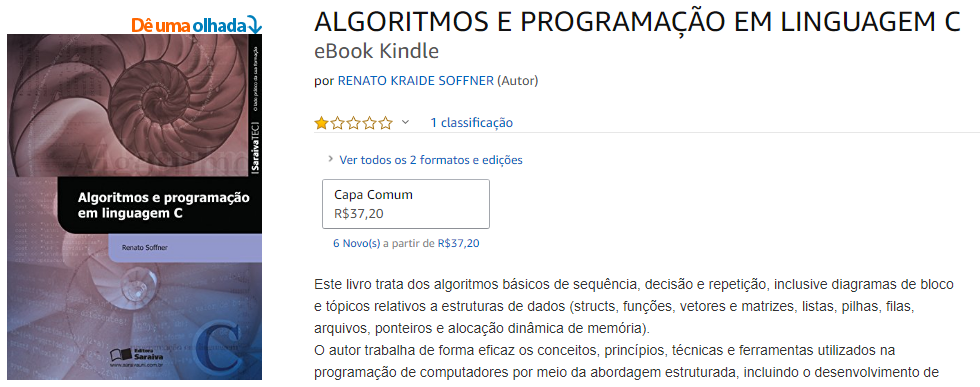 Dê uma olhada
ALGORITMOS E PROGRAMAÇÃO EM LINGUAGEM C
eBook Kindle
por RENATO KRAIDE SOFFNER (Autor)
1 classificação
Ver todos os 2 formatos e edições
Capa Comum
R$37,20
6 Novo(s) a partir de R$37,20
Este livro trata dos algoritmos básicos de sequência, decisão e repetição, inclusive diagramas de bloco
e tópicos relativos a estruturas de dados (structs, funções, vetores e matrizes, listas, pilhas, filas,
arquivos, ponteiros e alocação dinâmica de memória).
O autor trabalha de forma eficaz os conceitos, princípios, técnicas e ferramentas utilizados na
programação de computadores por meio da abordagem estruturada, incluindo o desenvolvimento de
SaraivaTEC
Algoritmos e programação
em linguagem C
Renato Soffner
Editora
Saraiva
www.saraivauni.com.br
C